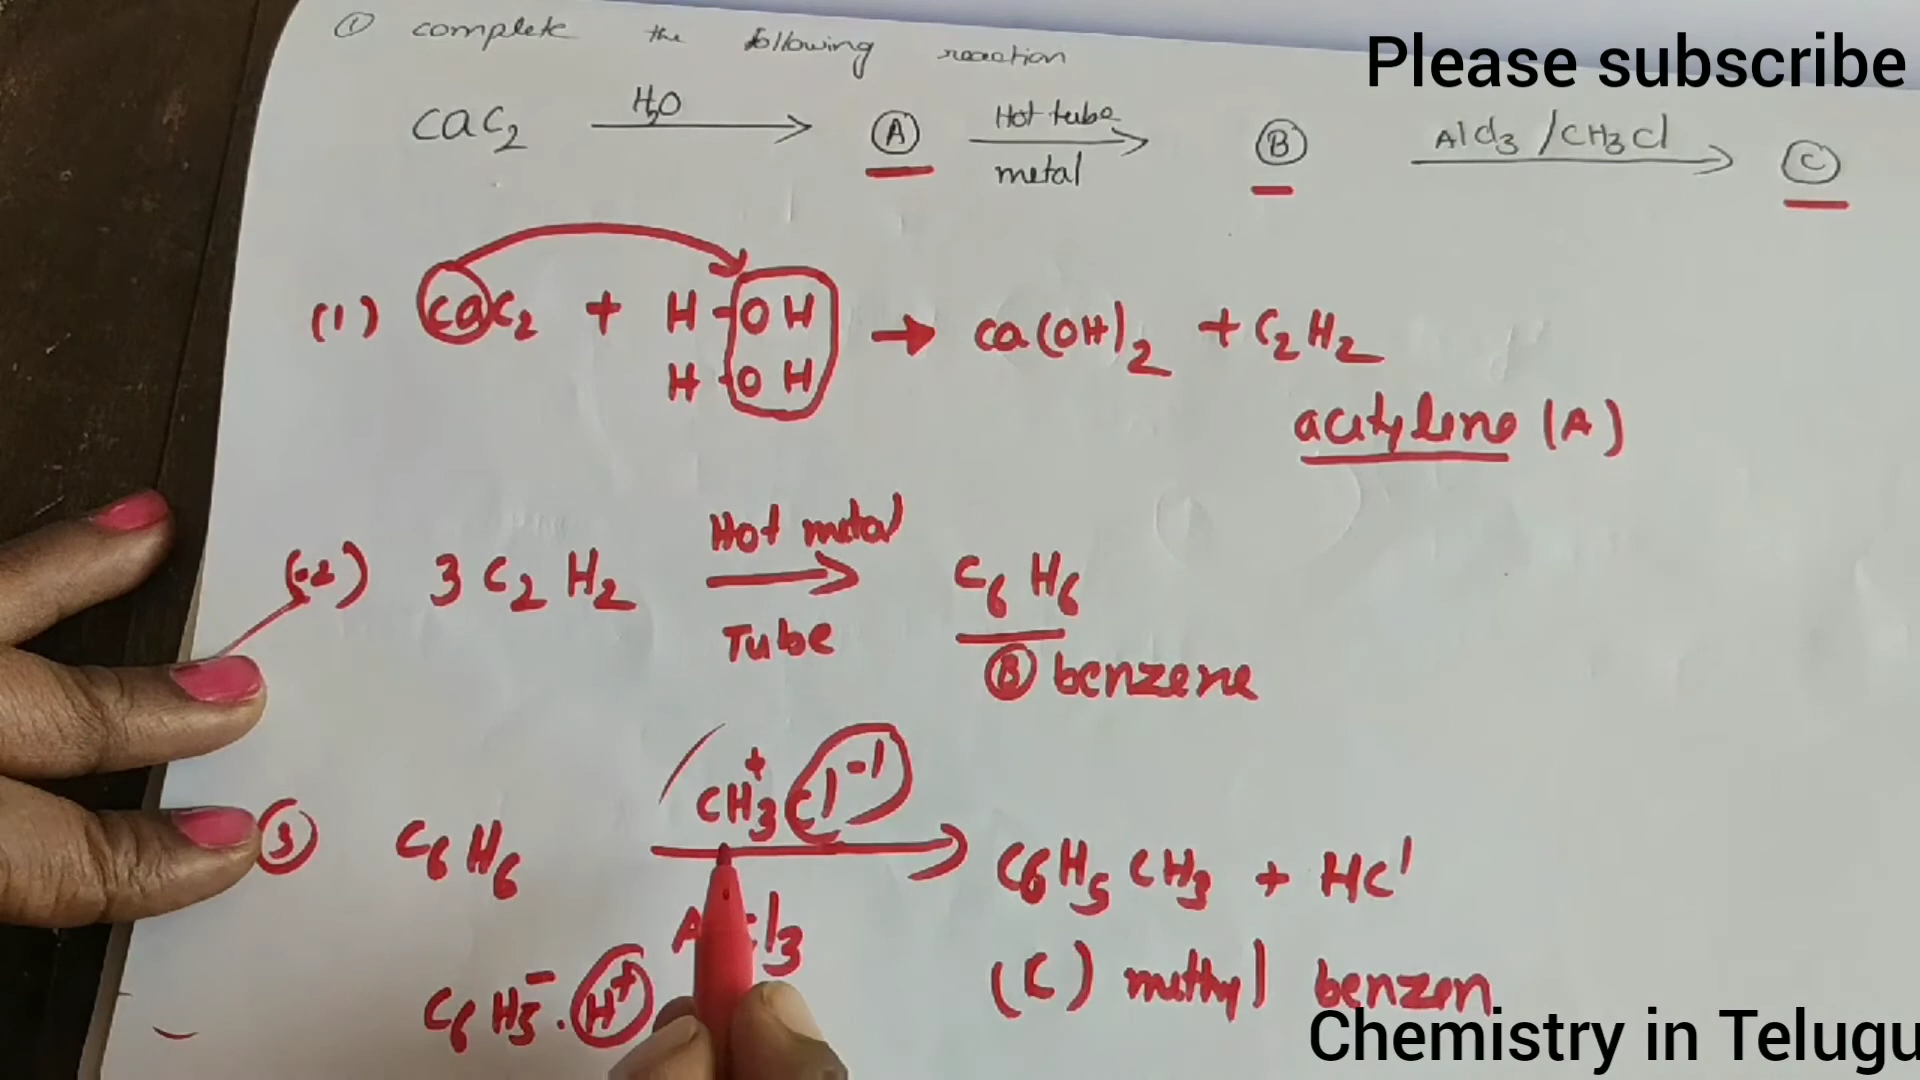 ① complete the following reaction
Please subscribe
CaC2 H2O → Ⓐ Hot tube metal → Ⓑ AlCl3 / CH3Cl → Ⓒ
(1) CaC2 + H-OH → Ca(OH)2 + C2H2
H-OH
acetylene (A)
(2) 3C2H2 Hot metal Tube → C6H6
Ⓑ benzene
③ C6H6 CH3+ Cl-1 → C6H5CH3 + HCl
C6H5-. H+
(C) methyl benzen
Chemistry in Telugu